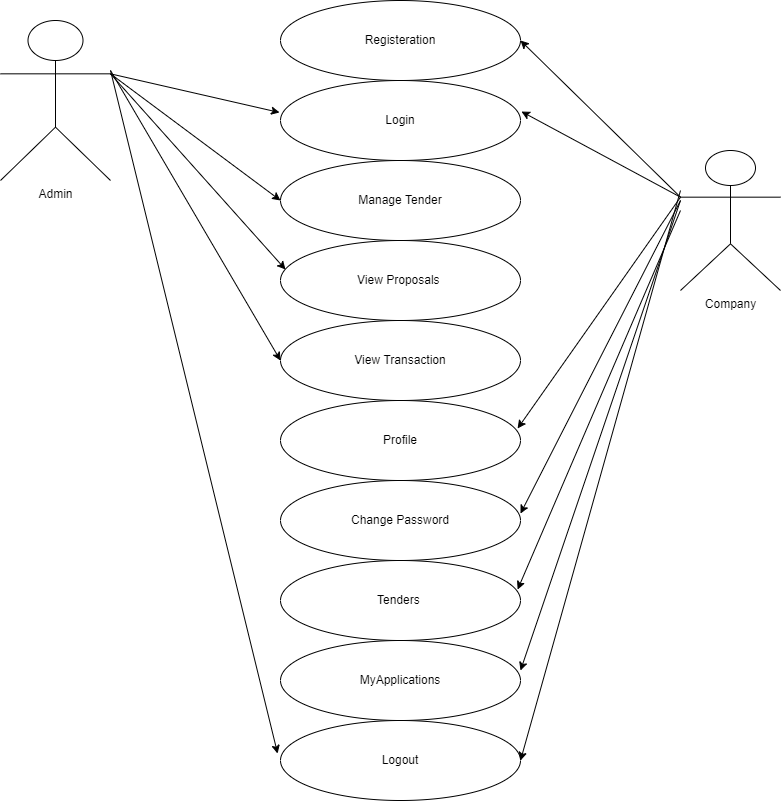 Registeration
Login
Manage Tender
Admin
View Proposals
Company
View Transaction
Profile
Change Password
Tenders
MyApplications
Logout